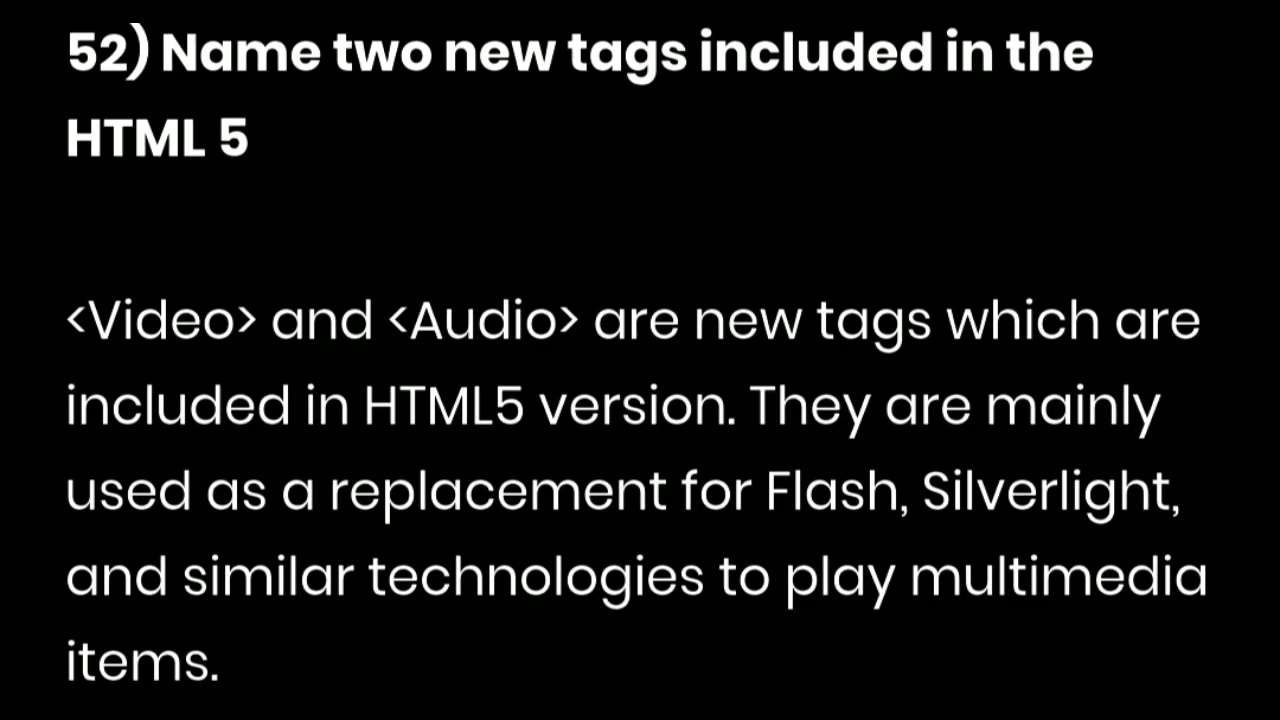 52) Name two new tags included in the
HTML 5
<Video> and <Audio> are new tags which are
included in HTML5 version. They are mainly
used as a replacement for Flash, Silverlight,
and similar technologies to play multimedia
items.